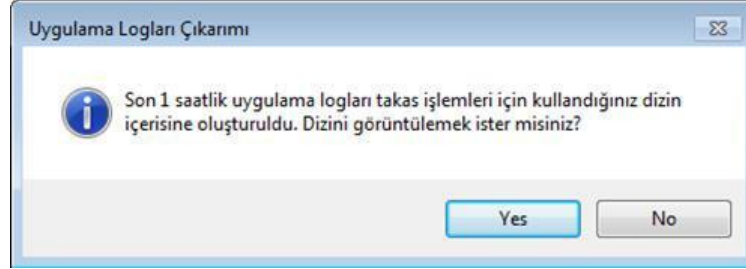 Uygulama Logları Çıkarımı
Son 1 saatlik uygulama logları takas işlemleri için kullandığınız dizin
içerisine oluşturuldu. Dizini görüntülemek ister misiniz?
Yes
No